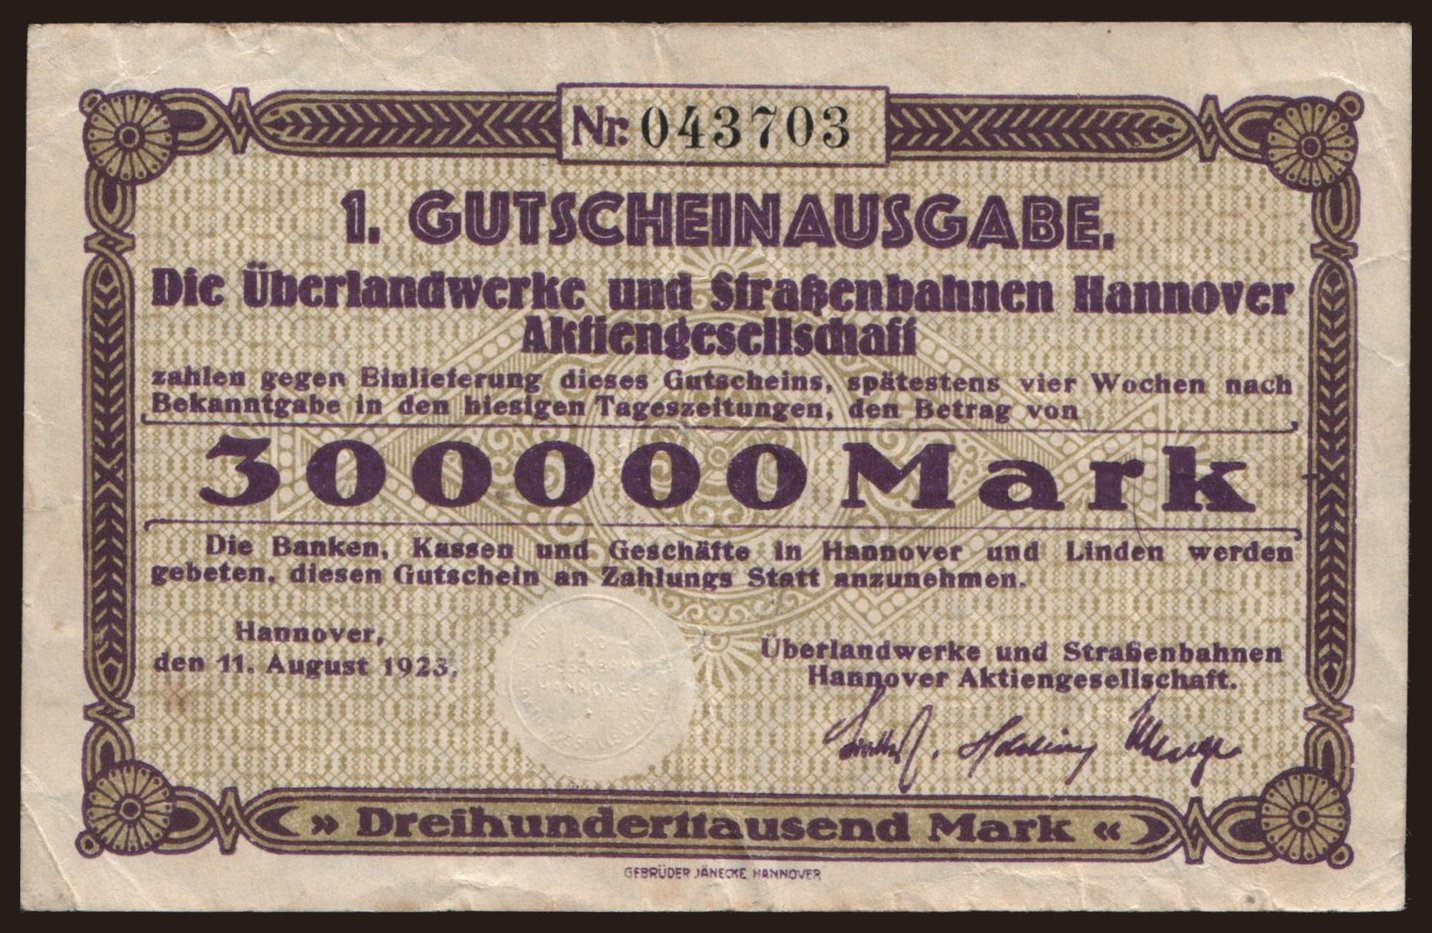 Nr. 043703
1. GUTSCHEINAUSGABE.
Die Überlandwerke und Straßenbahnen Hannover
Aktiengesellschaft
zahlen gegen Einlieferung dieses Gutscheins, spätestens vier Wochen nach
Bekanntgabe in den hiesigen Tageszeitungen, den Betrag von
300000 Mark
Die Banken, Kassen und Geschäfte in Hannover und Linden werden
gebeten, diesen Gutschein an Zahlungs Statt anzunehmen.
Hannover,
den 11. August 1923.
HANNOVER
Überlandwerke und Straßenbahnen
Hannover Aktiengesellschaft.
» Dreihunderttausend Mark «
GEBRÜDER JÄNECKE, HANNOVER